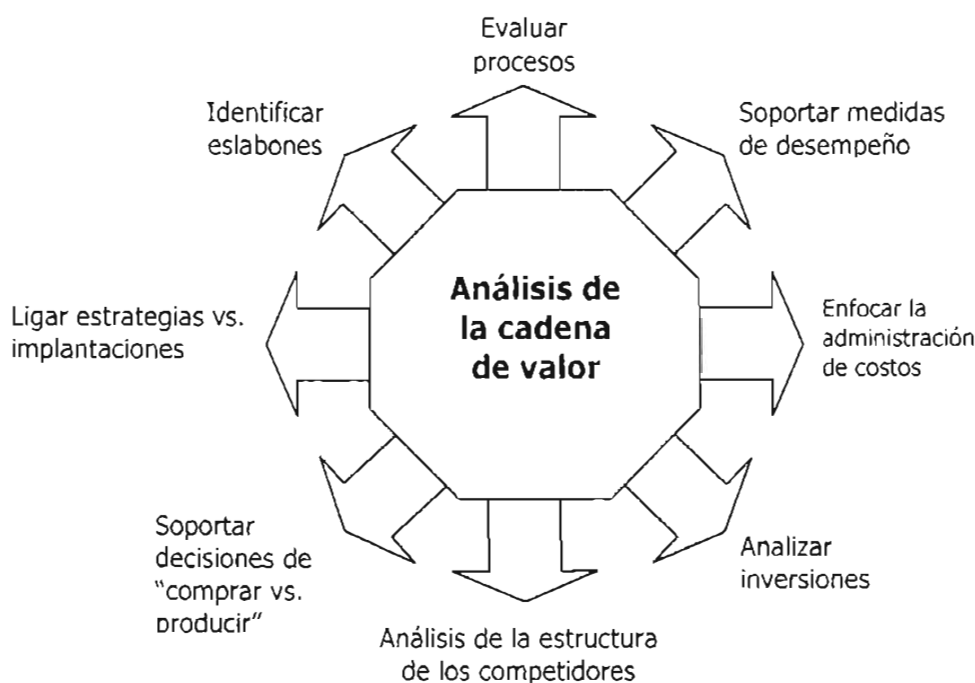 Evaluar
procesos
Identificar
eslabones
Soportar medidas
de desempeño
Ligar estrategias vs.
implantaciones
Análisis de
la cadena
de valor
Enfocar la
administración
de costos
Soportar
decisiones de
"comprar vs.
producir"
Analizar
inversiones
Análisis de la estructura
de los competidores